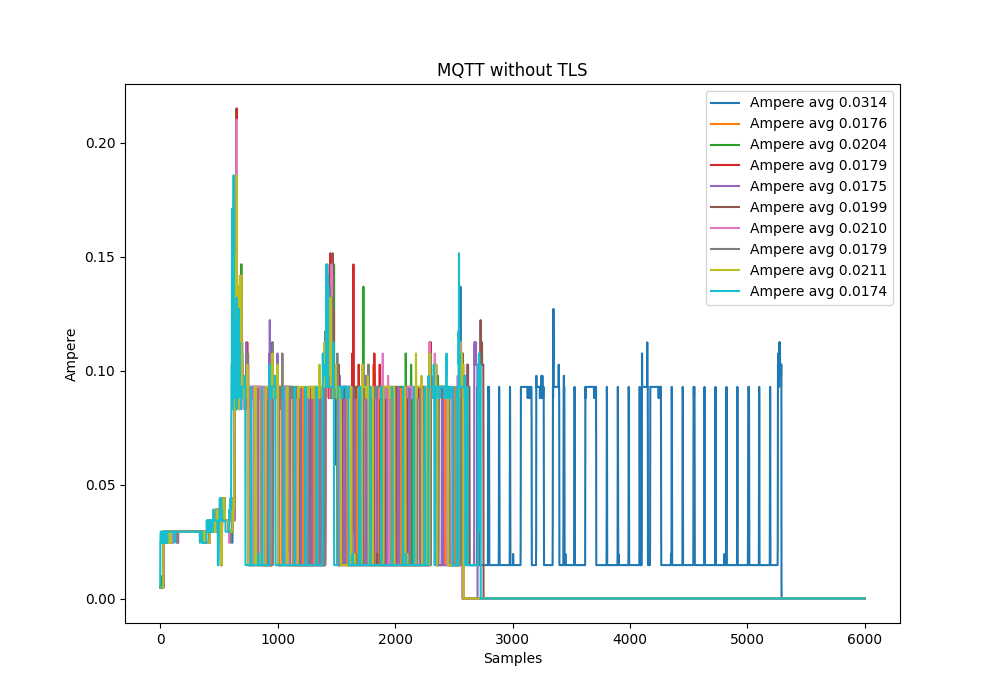 MQTT without TLS
Ampere avg 0.0314
Ampere avg 0.0176
Ampere avg 0.0204
Ampere avg 0.0179
Ampere avg 0.0175
Ampere avg 0.0199
Ampere avg 0.0210
Ampere avg 0.0179
Ampere avg 0.0211
Ampere avg 0.0174
Ampere
0.20
0.15
0.10
0.05
0.00
0 1000 2000 3000 4000 5000 6000
Samples